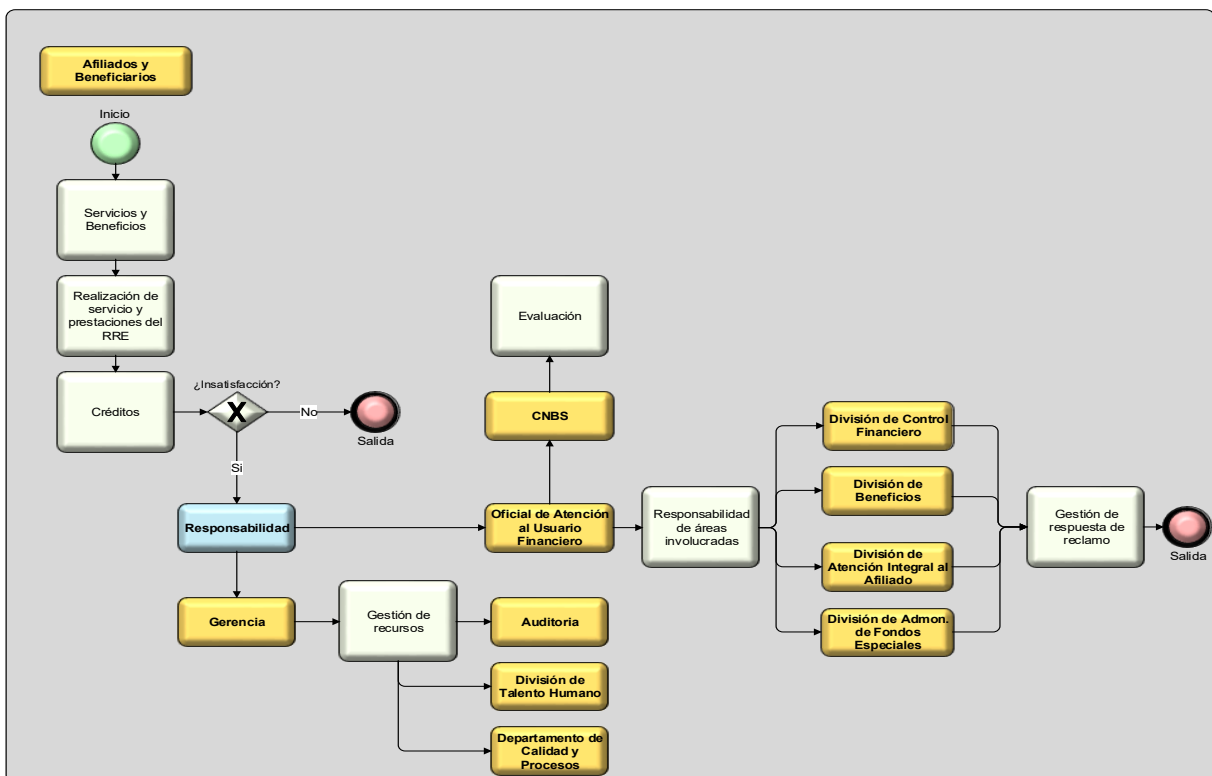 Afiliados y
Beneficiarios
Inicio
Servicios y
Beneficios
Realización de
servicio y
prestaciones del
RRE
Créditos
¿Insatisfacción?
X
No
Salida
Si
Responsabilidad
Gerencia
Gestión de
recursos
Auditoria
División de
Talento Humano
Departamento de
Calidad y
Procesos
Evaluación
CNBS
Oficial de Atención
al Usuario
Financiero
Responsabilidad
de áreas
involucradas
División de Control
Financiero
División de
Beneficios
División de
Atención Integral al
Afiliado
División de Admon.
de Fondos
Especiales
Gestión de
respuesta de
reclamo
Salida